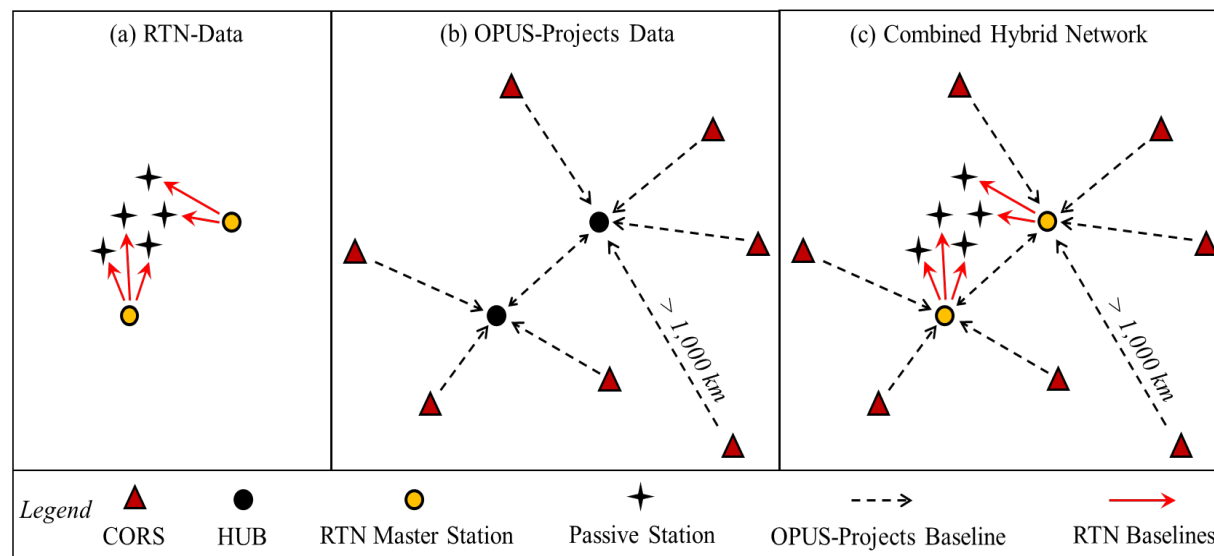 (a) RTN-Data
(b) OPUS-Projects Data
(c) Combined Hybrid Network
> 1,000 km
> 1,000 km
Legend
CORS
HUB
RTN Master Station
Passive Station
OPUS-Projects Baseline
RTN Baselines